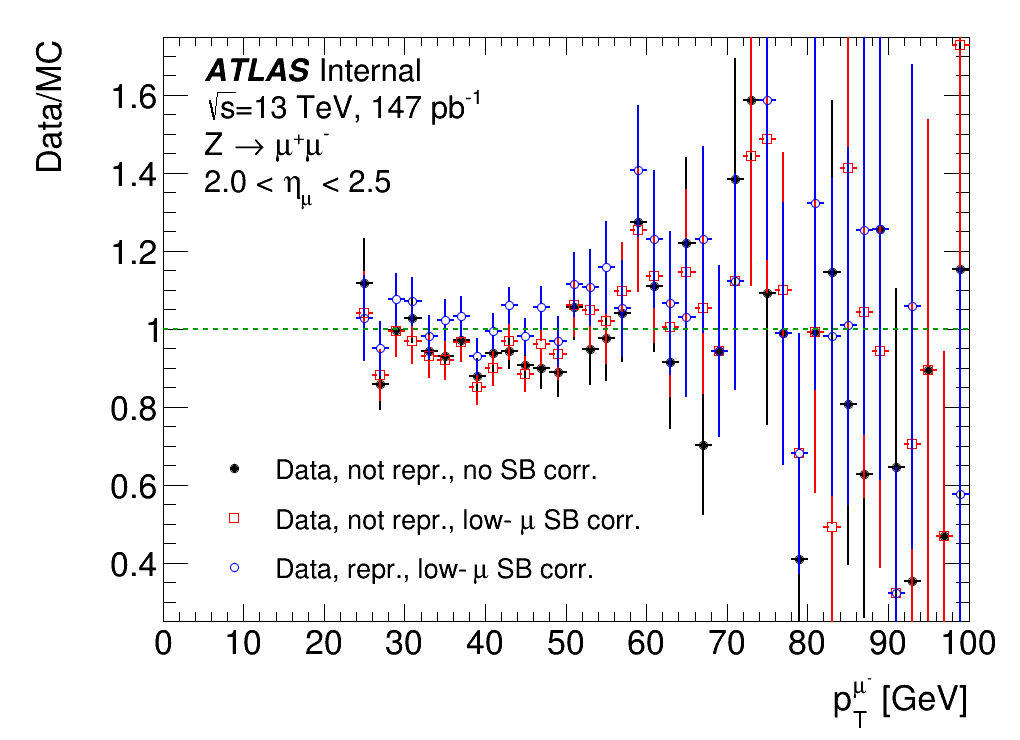 Data/MC
ATLAS Internal
√s=13 TeV, 147 pb⁻¹
Z → μ⁺μ⁻
2.0 < η_μ < 2.5
1.6
1.4
1.2
1
0.8
0.6
0.4
Data, not repr., no SB corr.
Data, not repr., low- μ SB corr.
Data, repr., low- μ SB corr.
0 10 20 30 40 50 60 70 80 90 100
p_T^μ⁻ [GeV]